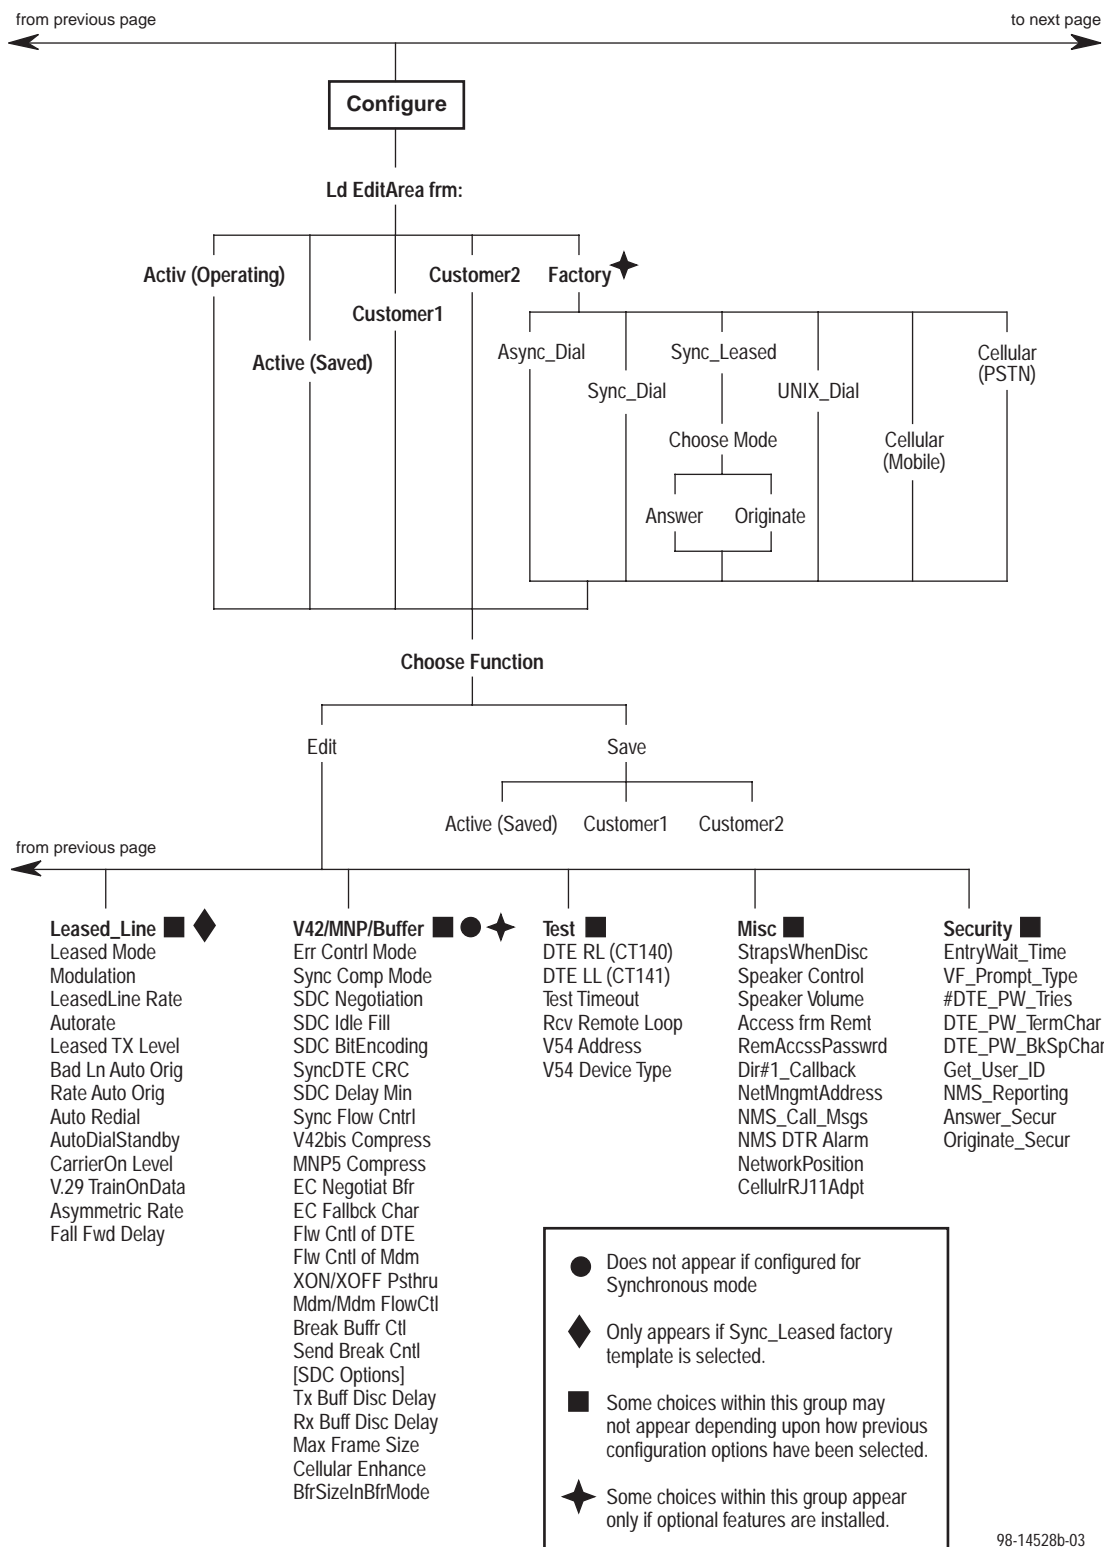 from previous page
to next page
Configure
Ld EditArea frm:
Activ (Operating)
Customer2
Factory
Customer1
Active (Saved)
Async_Dial
Sync_Leased
Cellular
(PSTN)
Sync_Dial
UNIX_Dial
Choose Mode
Cellular
(Mobile)
Answer
Originate
Choose Function
Edit
Save
Active (Saved)
Customer1
Customer2
from previous page
Leased_Line
Leased Mode
Modulation
LeasedLine Rate
Autorate
Leased TX Level
Bad Ln Auto Orig
Rate Auto Orig
Auto Redial
AutoDialStandby
CarrierOn Level
V.29 TrainOnData
Asymmetric Rate
Fall Fwd Delay
V42/MNP/Buffer
Err Contrl Mode
Sync Comp Mode
SDC Negotiation
SDC Idle Fill
SDC BitEncoding
SyncDTE CRC
SDC Delay Min
Sync Flow Cntrl
V42bis Compress
MNP5 Compress
EC Negotiat Bfr
EC Fallbck Char
Flw Cntl of DTE
Flw Cntl of Mdm
XON/XOFF Psthru
Mdm/Mdm FlowCtl
Break Buffr Ctl
Send Break Cntl
[SDC Options]
Tx Buff Disc Delay
Rx Buff Disc Delay
Max Frame Size
Cellular Enhance
BfrSizeInBfrMode
Test
DTE RL (CT140)
DTE LL (CT141)
Test Timeout
Rcv Remote Loop
V54 Address
V54 Device Type
Misc
StrapsWhenDisc
Speaker Control
Speaker Volume
Access frm Remt
RemAccssPasswrd
Dir#1_Callback
NetMngmtAddress
NMS_Call_Msgs
NMS DTR Alarm
NetworkPosition
CellulrRJ11Adpt
Security
EntryWait_Time
VF_Prompt_Type
#DTE_PW_Tries
DTE_PW_TermChar
DTE_PW_BkSpChar
Get_User_ID
NMS_Reporting
Answer_Secur
Originate_Secur
Does not appear if configured for
Synchronous mode
Only appears if Sync_Leased factory
template is selected.
Some choices within this group may
not appear depending upon how previous
configuration options have been selected.
Some choices within this group appear
only if optional features are installed.
98-14528b-03